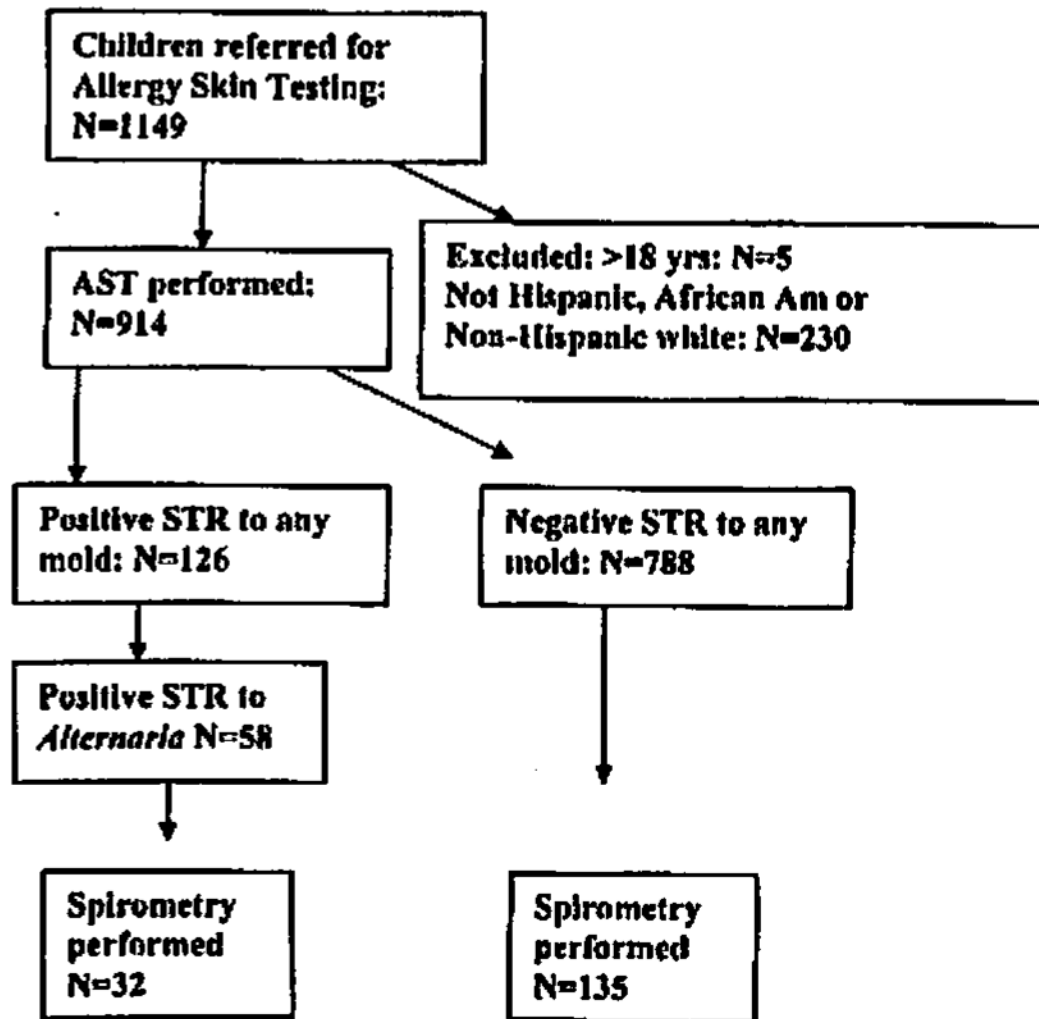 Children referred for
Allergy Skin Testing:
N=1149
Excluded: >18 yrs: N=5
Not Hispanic, African Am or
Non-Hispanic white: N=230
AST performed:
N=914
Positive STR to any
mold: N=126
Negative STR to any
mold: N=788
Positive STR to
Alternaria N=58
Spirometry
performed
N=32
Spirometry
performed
N=135